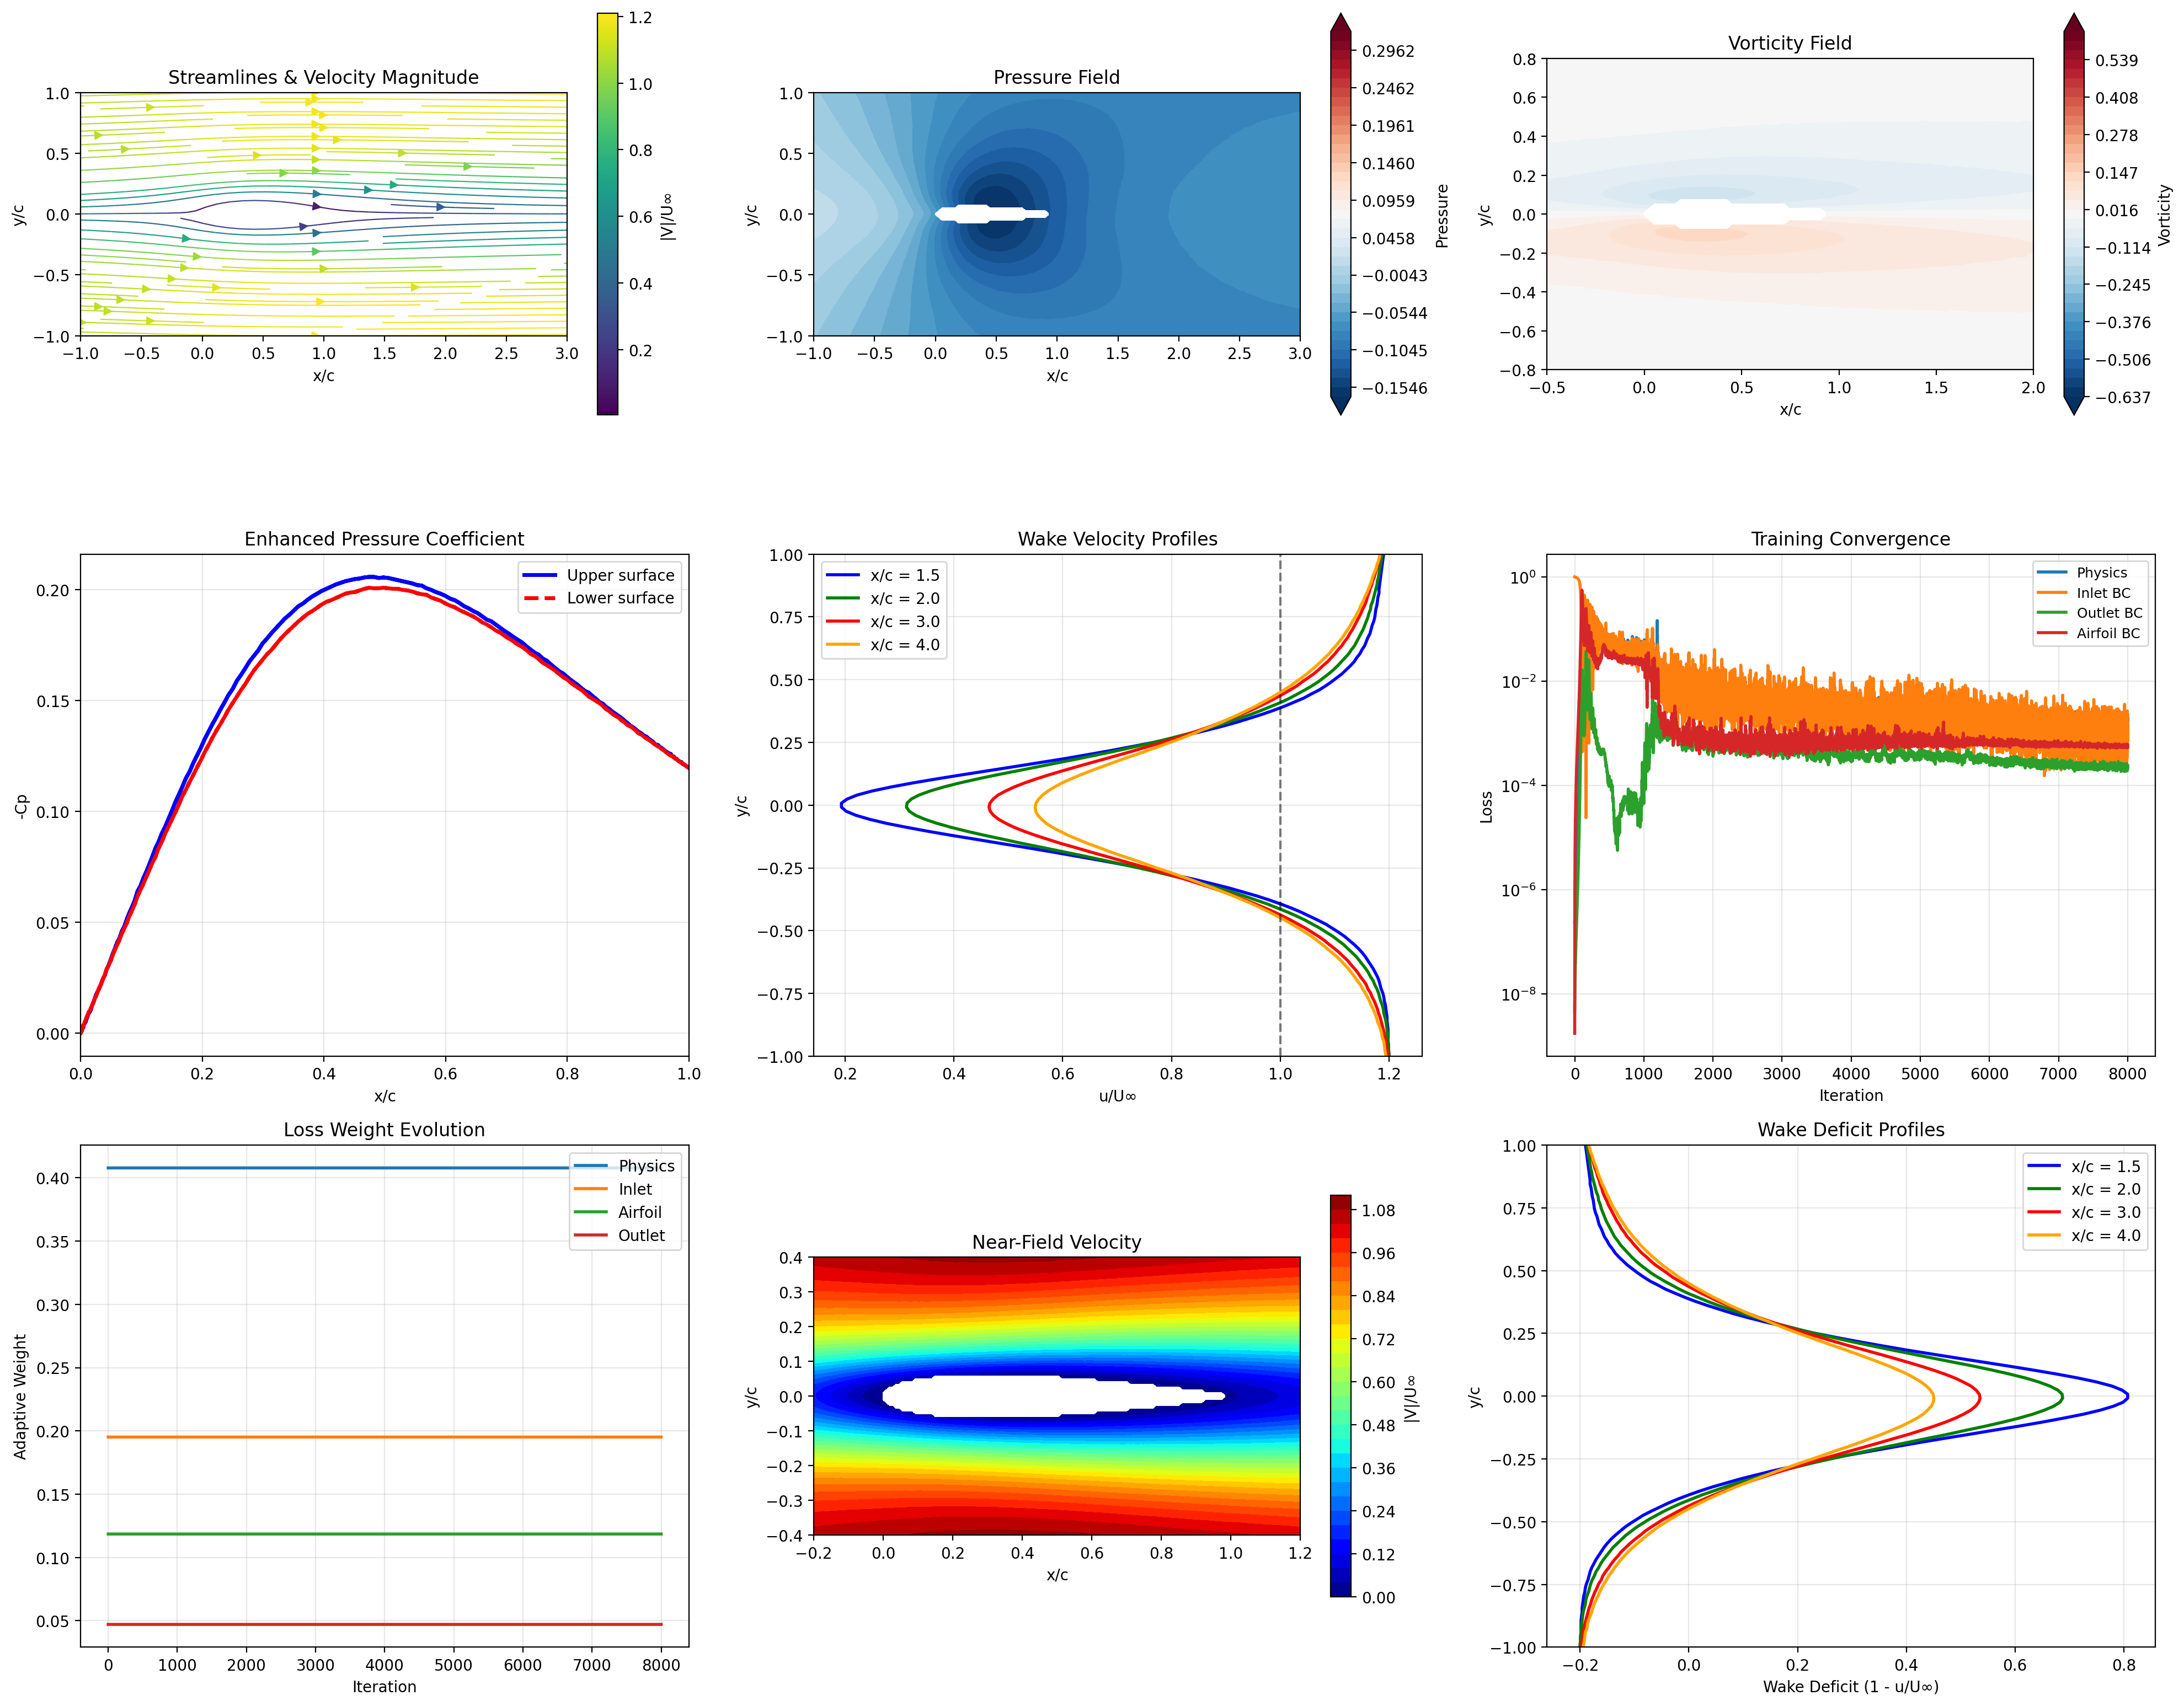 Streamlines & Velocity Magnitude
1.0
0.5
0.0
−0.5
−1.0
y/c
−1.0 −0.5 0.0 0.5 1.0 1.5 2.0 2.5 3.0
x/c
1.2
1.0
0.8
0.6
0.4
0.2
|V|/U∞
Pressure Field
1.0
0.5
0.0
−0.5
−1.0
y/c
−1.0 −0.5 0.0 0.5 1.0 1.5 2.0 2.5 3.0
x/c
0.2962
0.2462
0.1961
0.1460
0.0959
0.0458
−0.0043
−0.0544
−0.1045
−0.1546
Pressure
Vorticity Field
0.8
0.6
0.4
0.2
0.0
−0.2
−0.4
−0.6
−0.8
y/c
−0.5 0.0 0.5 1.0 1.5 2.0
x/c
0.539
0.408
0.278
0.147
0.016
−0.114
−0.245
−0.376
−0.506
−0.637
Vorticity
Enhanced Pressure Coefficient
Upper surface
Lower surface
0.20
0.15
0.10
0.05
0.00
-Cp
0.0 0.2 0.4 0.6 0.8 1.0
x/c
Wake Velocity Profiles
x/c = 1.5
x/c = 2.0
x/c = 3.0
x/c = 4.0
1.00
0.75
0.50
0.25
0.00
−0.25
−0.50
−0.75
−1.00
y/c
0.2 0.4 0.6 0.8 1.0 1.2
u/U∞
Training Convergence
Physics
Inlet BC
Outlet BC
Airfoil BC
10⁰
10⁻²
10⁻⁴
10⁻⁶
10⁻⁸
Loss
0 1000 2000 3000 4000 5000 6000 7000 8000
Iteration
Loss Weight Evolution
Physics
Inlet
Airfoil
Outlet
0.40
0.35
0.30
0.25
0.20
0.15
0.10
0.05
Adaptive Weight
0 1000 2000 3000 4000 5000 6000 7000 8000
Iteration
Near-Field Velocity
0.4
0.3
0.2
0.1
0.0
−0.1
−0.2
−0.3
−0.4
y/c
−0.2 0.0 0.2 0.4 0.6 0.8 1.0 1.2
x/c
1.08
0.96
0.84
0.72
0.60
0.48
0.36
0.24
0.12
0.00
|V|/U∞
Wake Deficit Profiles
x/c = 1.5
x/c = 2.0
x/c = 3.0
x/c = 4.0
1.00
0.75
0.50
0.25
0.00
−0.25
−0.50
−0.75
−1.00
y/c
−0.2 0.0 0.2 0.4 0.6 0.8
Wake Deficit (1 - u/U∞)